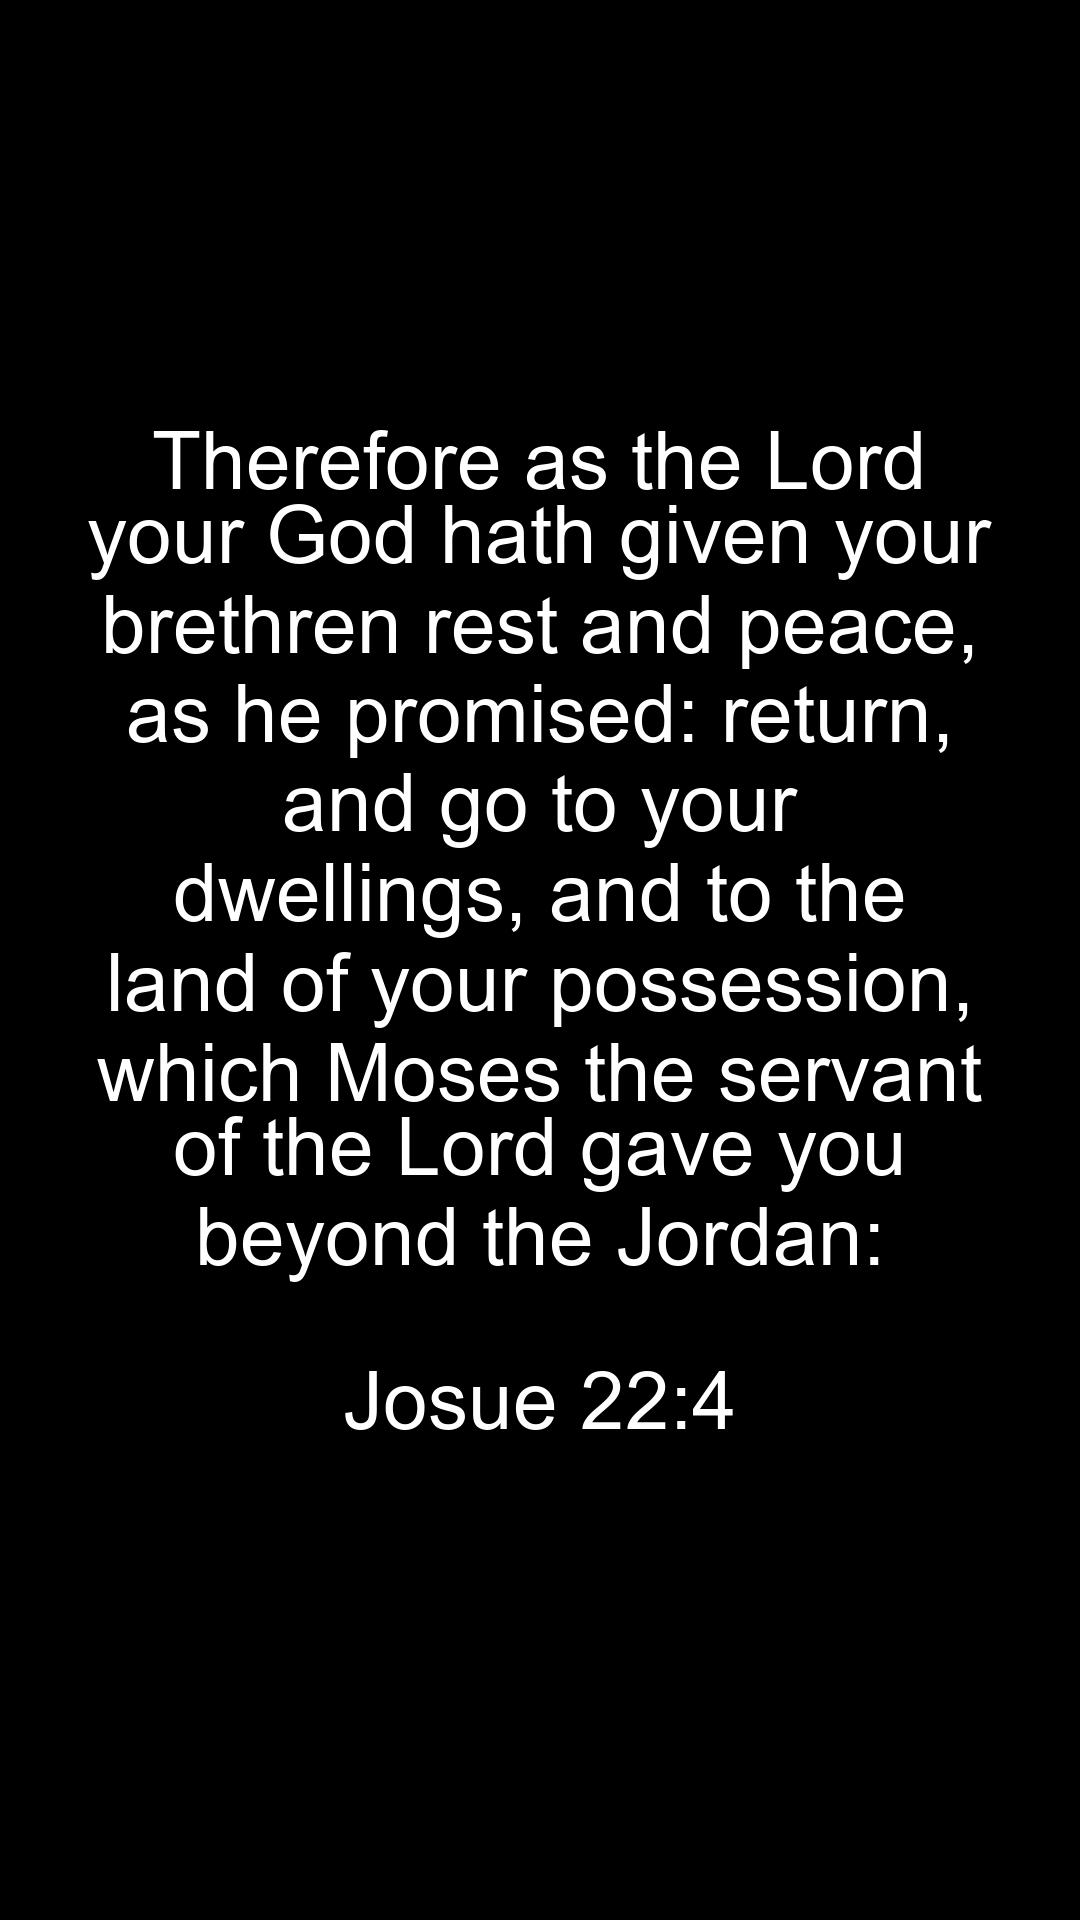 Therefore as the Lord
your God hath given your
brethren rest and peace,
as he promised: return,
and go to your
dwellings, and to the
land of your possession,
which Moses the servant
of the Lord gave you
beyond the Jordan:
Josue 22:4